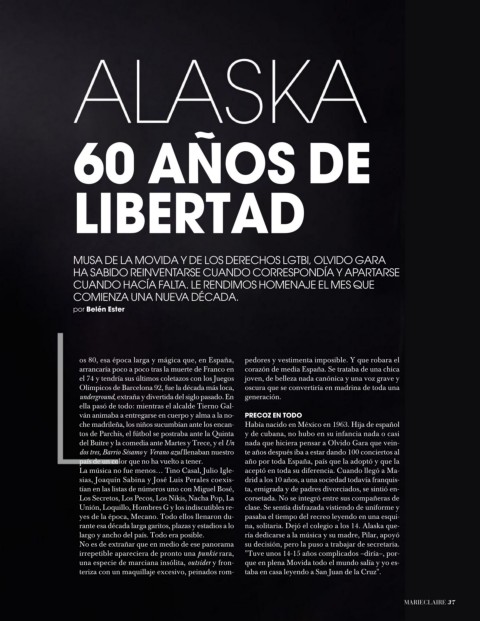 ALASKA
60 AÑOS DE
LIBERTAD
MUSA DE LA MOVIDA Y DE LOS DERECHOS LGTBI, OLVIDO GARA
HA SABIDO REINVENTARSE CUANDO CORRESPONDÍA Y APARTARSE
CUANDO HACÍA FALTA. LE RENDIMOS HOMENAJE EL MES QUE
COMIENZA UNA NUEVA DÉCADA.
por Belén Ester
Los 80, esa época larga y mágica que, en España,
arrancaría poco a poco tras la muerte de Franco en
el 74 y tendría sus últimos coletazos con los Juegos
Olímpicos de Barcelona 92, fue la década más loca,
underground, extraña y divertida del siglo pasado. En
ella pasó de todo: mientras el alcalde Tierno Gal-
ván animaba a entregarse en cuerpo y alma a la no-
che madrileña, los niños sucumbían ante los encan-
tos de Parchís, el fútbol se postraba ante la Quinta
del Buitre y la comedia ante Martes y Trece, y el Un
dos tres, Barrio Sésamo y Verano azul llenaban nuestro
país de un color que no ha vuelto a tener.
La música no fue menos… Tino Casal, Julio Igle-
sias, Joaquín Sabina y José Luis Perales coexis-
tían en las listas de números uno con Miguel Bosé,
Los Secretos, Los Pecos, Los Nikis, Nacha Pop, La
Unión, Loquillo, Hombres G y los indiscutibles re-
yes de la época, Mecano. Todo ellos llenaron du-
rante esa década larga garitos, plazas y estadios a lo
largo y ancho del país. Todo era posible.
No es de extrañar que en medio de ese panorama
irrepetible apareciera de pronto una punkie rara,
una especie de marciana insólita, outsider y fron-
teriza con un maquillaje excesivo, peinados rom-
pedores y vestimenta imposible. Y que robara el
corazón de media España. Se trataba de una chica
joven, de belleza nada canónica y una voz grave y
oscura que se convertiría en madrina de toda una
generación.
PRECOZ EN TODO
Había nacido en México en 1963. Hija de español
y de cubana, no hubo en su infancia nada o casi
nada que hiciera pensar a Olvido Gara que vein-
te años después iba a estar dando 100 conciertos al
año por toda España, país que la adoptó y que la
aceptó en toda su diferencia. Cuando llegó a Ma-
drid a los 10 años, a una sociedad todavía franquis-
ta, emigrada y de padres divorciados, se sintió en-
corsetada. No se integró entre sus compañeras de
clase. Se sentía disfrazada vistiendo de uniforme y
pasaba el tiempo del recreo leyendo en una esqui-
na, solitaria. Dejó el colegio a los 14. Alaska que-
ría dedicarse a la música y su madre, Pilar, apoyó
su decisión, pero la puso a trabajar de secretaria.
"Tuve unos 14-15 años complicados –diría–, por-
que en plena Movida todo el mundo salía y yo es-
taba en casa leyendo a San Juan de la Cruz".
MARIECLAIRE 37